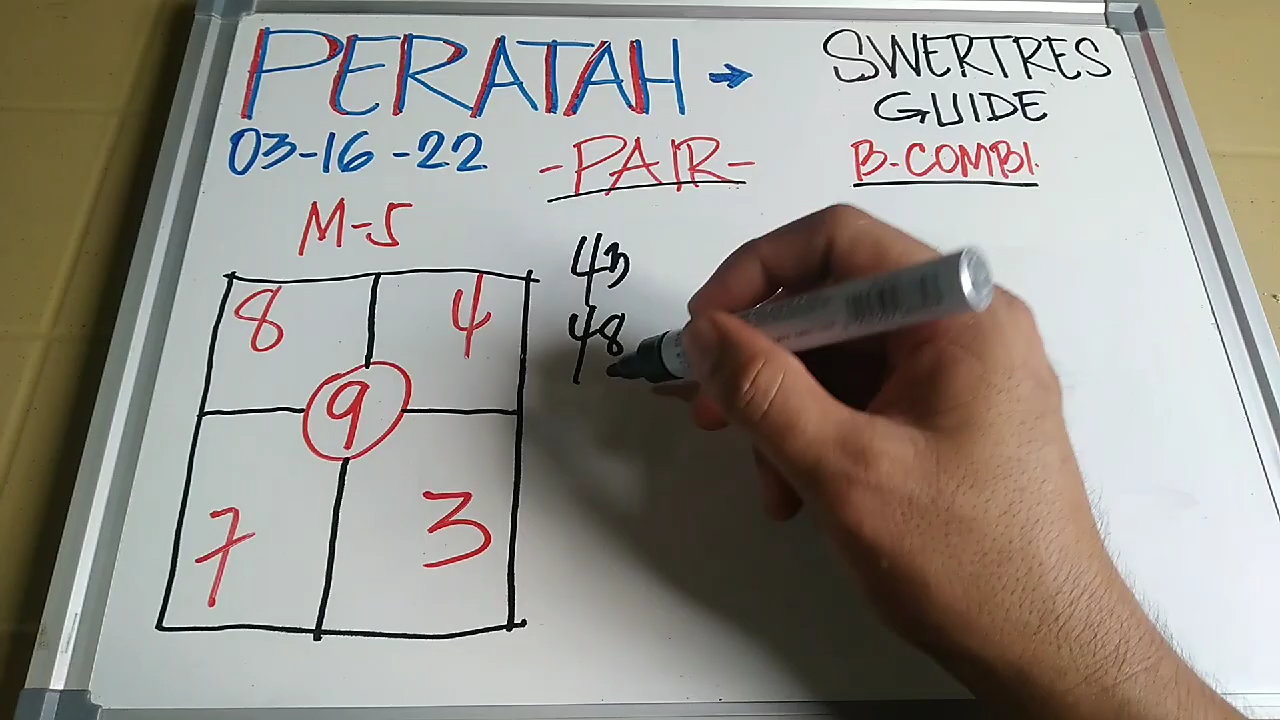 PERATAH → SWERTRES
GUIDE
03-16-22 -PAIR- B-COMBI.
M-5
43
48
8 4
9
7 3